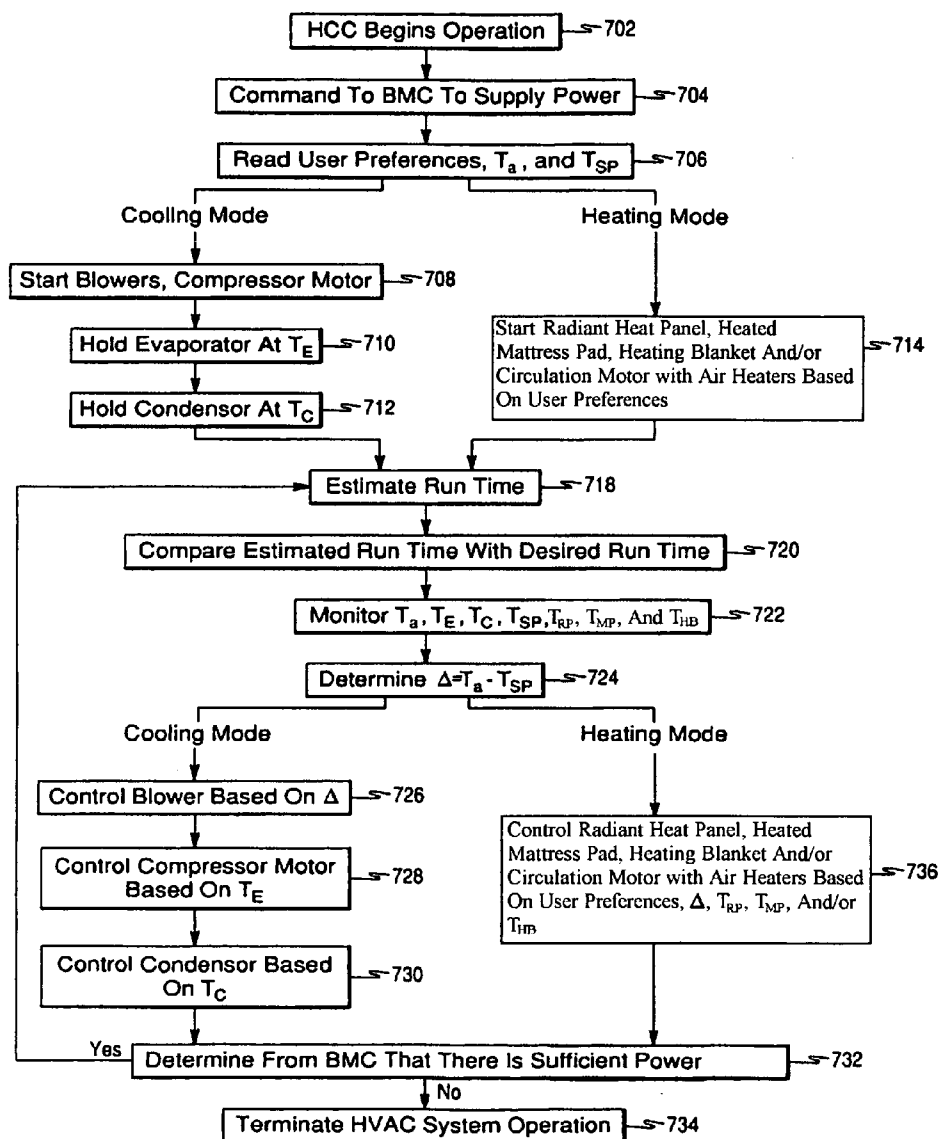 HCC Begins Operation 702
Command To BMC To Supply Power 704
Read User Preferences, Ta, and TSP 706
Cooling Mode
Heating Mode
Start Blowers, Compressor Motor 708
Hold Evaporator At TE 710
Hold Condensor At TC 712
Start Radiant Heat Panel, Heated
Mattress Pad, Heating Blanket And/or
Circulation Motor with Air Heaters Based
On User Preferences
714
Estimate Run Time 718
Compare Estimated Run Time With Desired Run Time 720
Monitor Ta, TE, TC, TSP, TRP, TMP, And THB 722
Determine Δ=Ta - TSP 724
Cooling Mode
Heating Mode
Control Blower Based On Δ 726
Control Compressor Motor
Based On TE
728
Control Condensor Based
On TC
730
Control Radiant Heat Panel, Heated
Mattress Pad, Heating Blanket And/or
Circulation Motor with Air Heaters Based
On User Preferences, Δ, TRP, TMP, And/or
THB
736
Yes
Determine From BMC That There Is Sufficient Power 732
No
Terminate HVAC System Operation 734